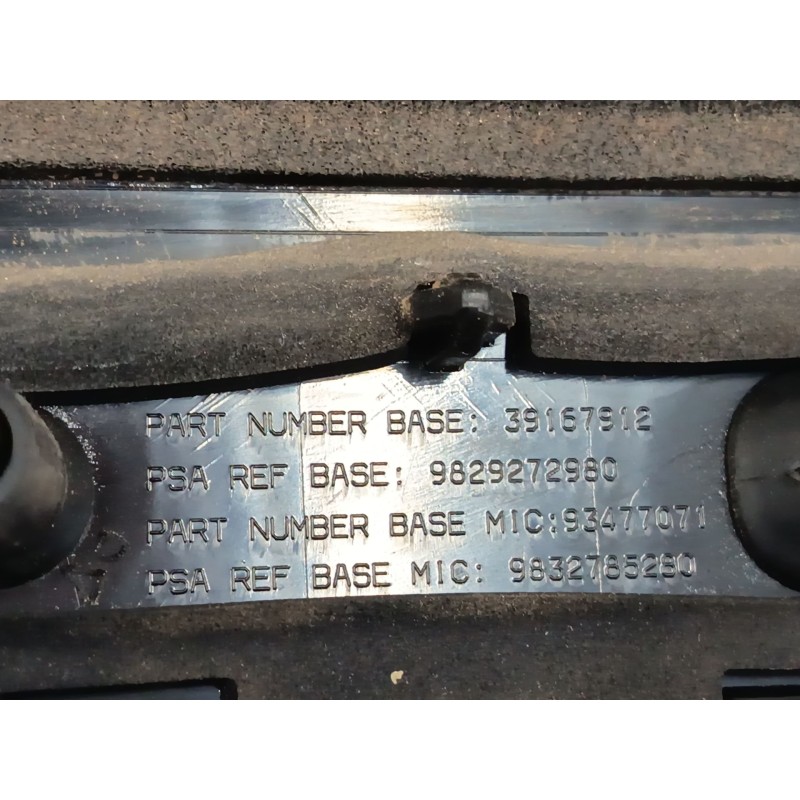 PART NUMBER BASE: 39167912
PSA REF BASE: 9829272980
PART NUMBER BASE MIC:93477071
PSA REF BASE MIC: 9832785280